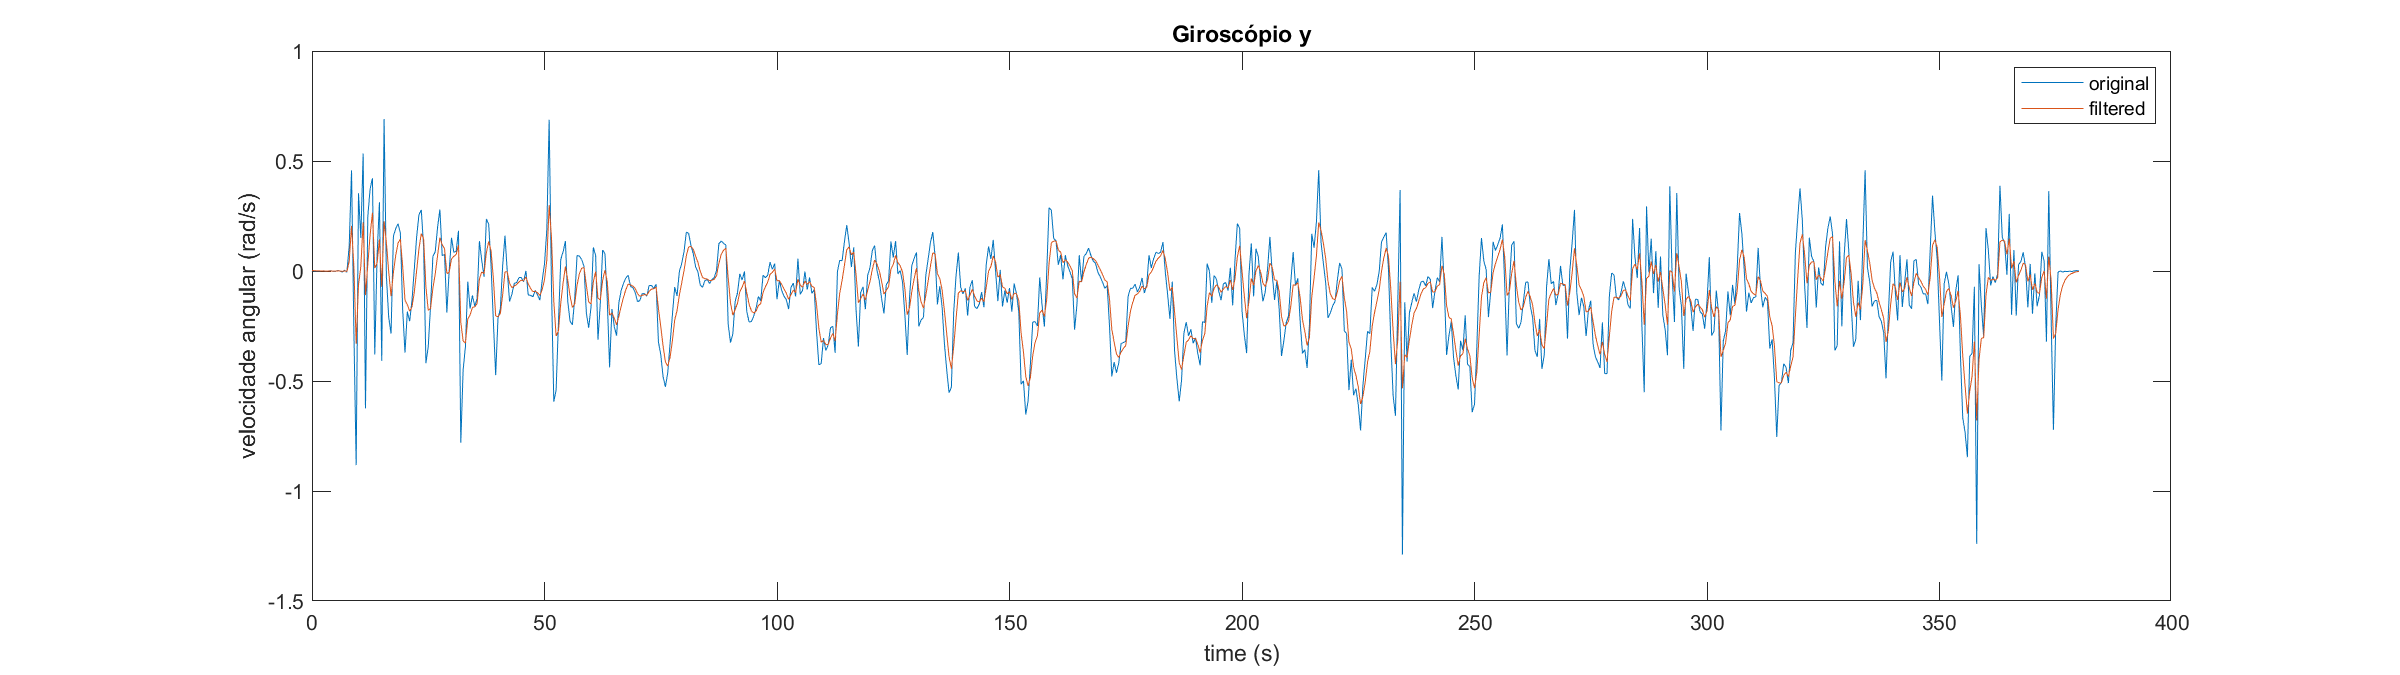 Giroscópio y
original
filtered
velocidade angular (rad/s)
1
0.5
0
-0.5
-1
-1.5
0 50 100 150 200 250 300 350 400
time (s)